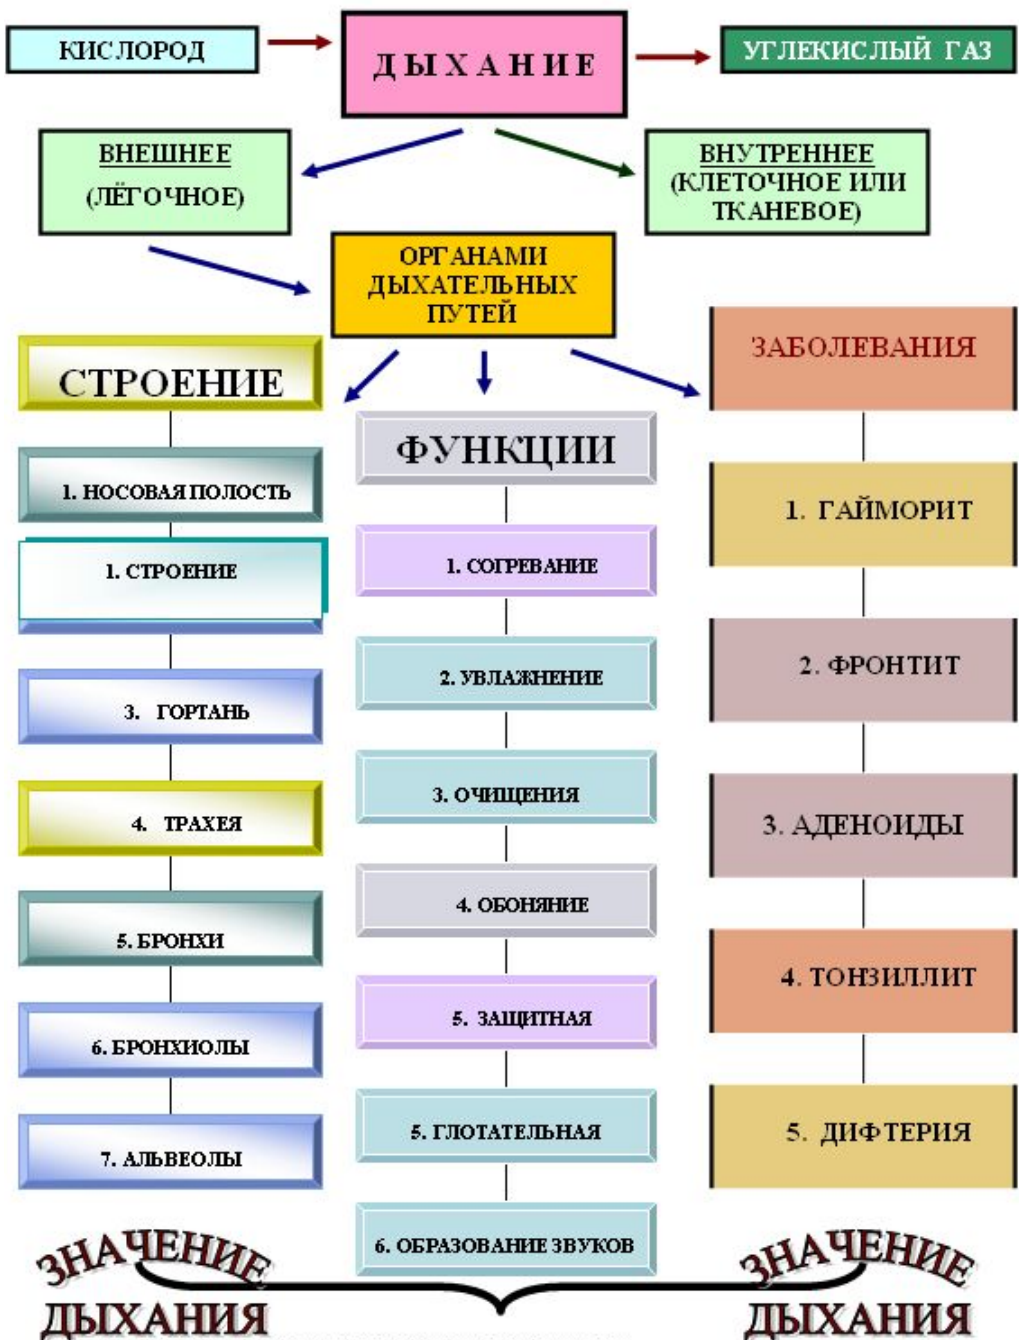 КИСЛОРОД
ДЫХАНИЕ
УГЛЕКИСЛЫЙ ГАЗ
ВНЕШНЕЕ
(ЛЁГОЧНОЕ)
ВНУТРЕННЕЕ
(КЛЕТОЧНОЕ ИЛИ
ТКАНЕВОЕ)
ОРГАНАМИ
ДЫХАТЕЛЬНЫХ
ПУТЕЙ
СТРОЕНИЕ
1. НОСОВАЯ ПОЛОСТЬ
1. СТРОЕНИЕ
3. ГОРТАНЬ
4. ТРАХЕЯ
5. БРОНХИ
6. БРОНХИОЛЫ
7. АЛЬВЕОЛЫ
ФУНКЦИИ
1. СОГРЕВАНИЕ
2. УВЛАЖНЕНИЕ
3. ОЧИЩЕНИЯ
4. ОБОНЯНИЕ
5. ЗАЩИТНАЯ
5. ГЛОТАТЕЛЬНАЯ
6. ОБРАЗОВАНИЕ ЗВУКОВ
ЗАБОЛЕВАНИЯ
1. ГАЙМОРИТ
2. ФРОНТИТ
3. АДЕНОИДЫ
4. ТОНЗИЛЛИТ
5. ДИФТЕРИЯ
ЗНАЧЕНИЕ
ДЫХАНИЯ
ЗНАЧЕНИЕ
ДЫХАНИЯ